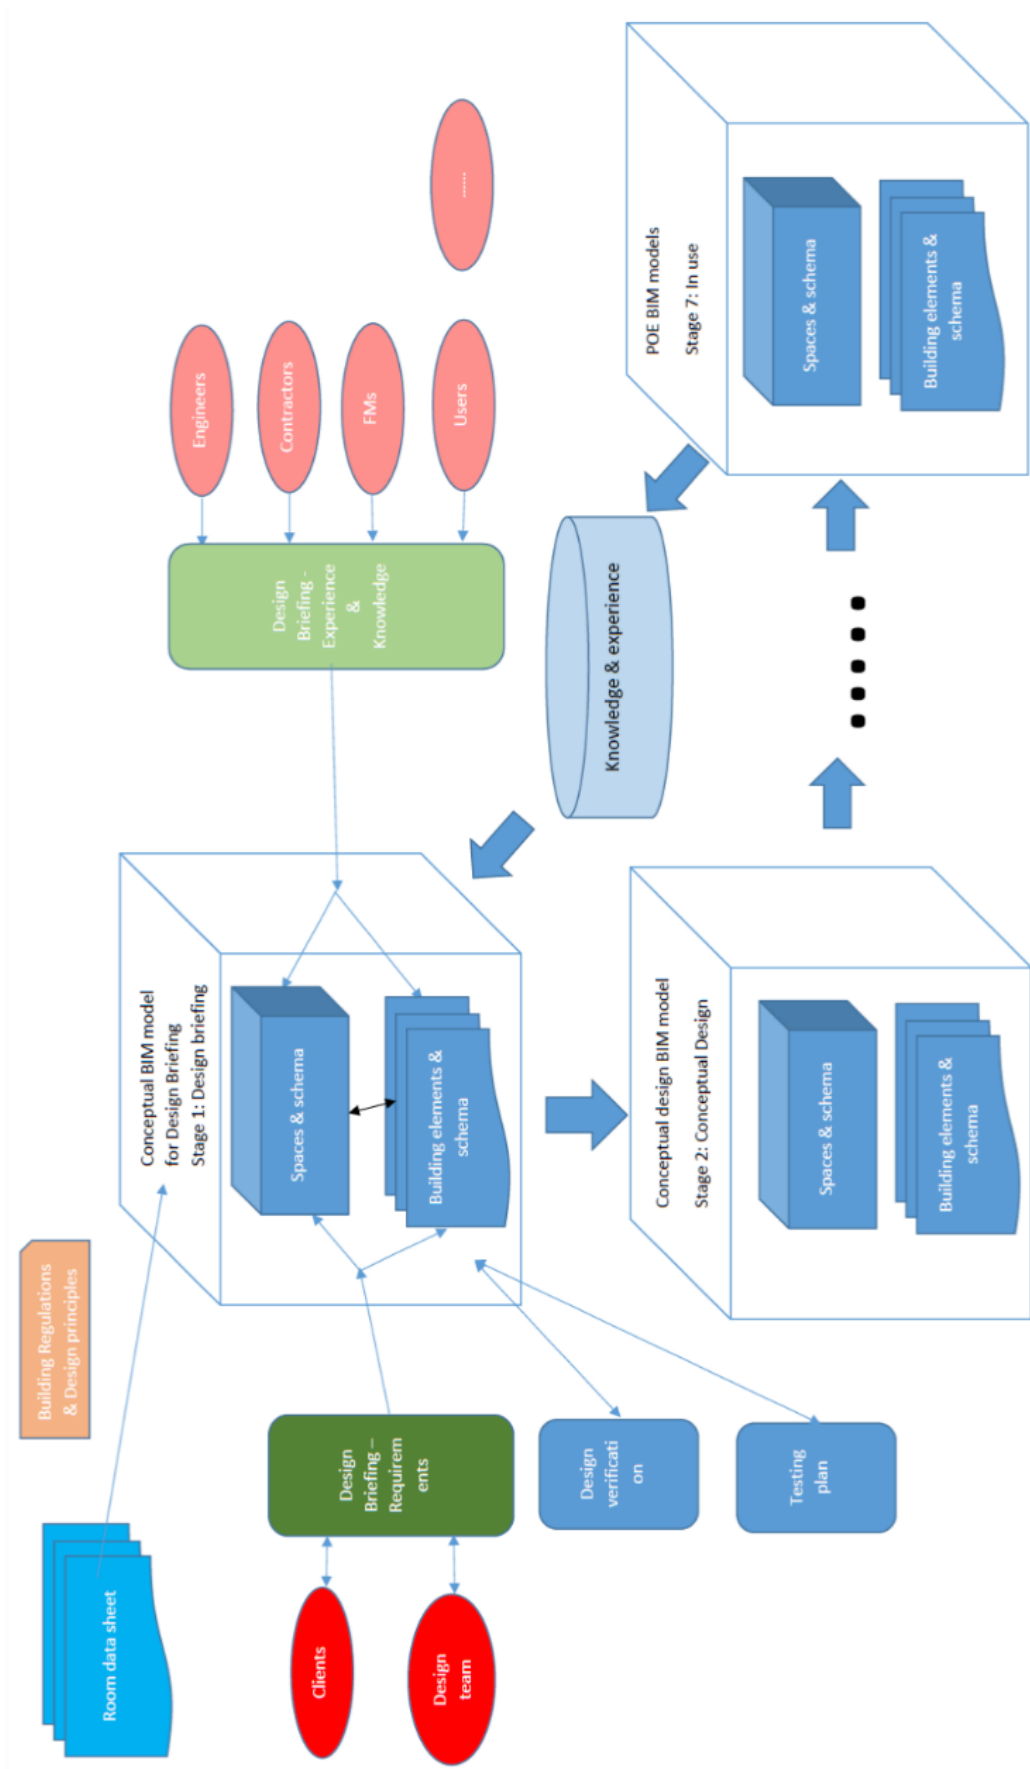 Room data sheet
Building Regulations
& Design principles
Clients
Design
team
Design
Briefing –
Requirem
ents
Design
verificati
on
Testing
plan
Conceptual BIM model
for Design Briefing
Stage 1: Design briefing
Spaces & schema
Building elements &
schema
Design
Briefing -
Experience
&
Knowledge
Engineers
Contractors
FMs
Users
......
Knowledge & experience
Conceptual design BIM model
Stage 2: Conceptual Design
Spaces & schema
Building elements &
schema
POE BIM models
Stage 7: In use
Spaces & schema
Building elements &
schema